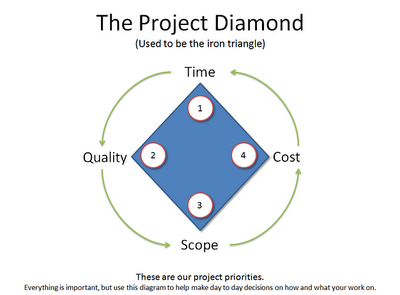 The Project Diamond
(Used to be the iron triangle)
Time
1
Quality
2
4
Cost
3
Scope
These are our project priorities.
Everything is important, but use this diagram to help make day to day decisions on how and what your work on.